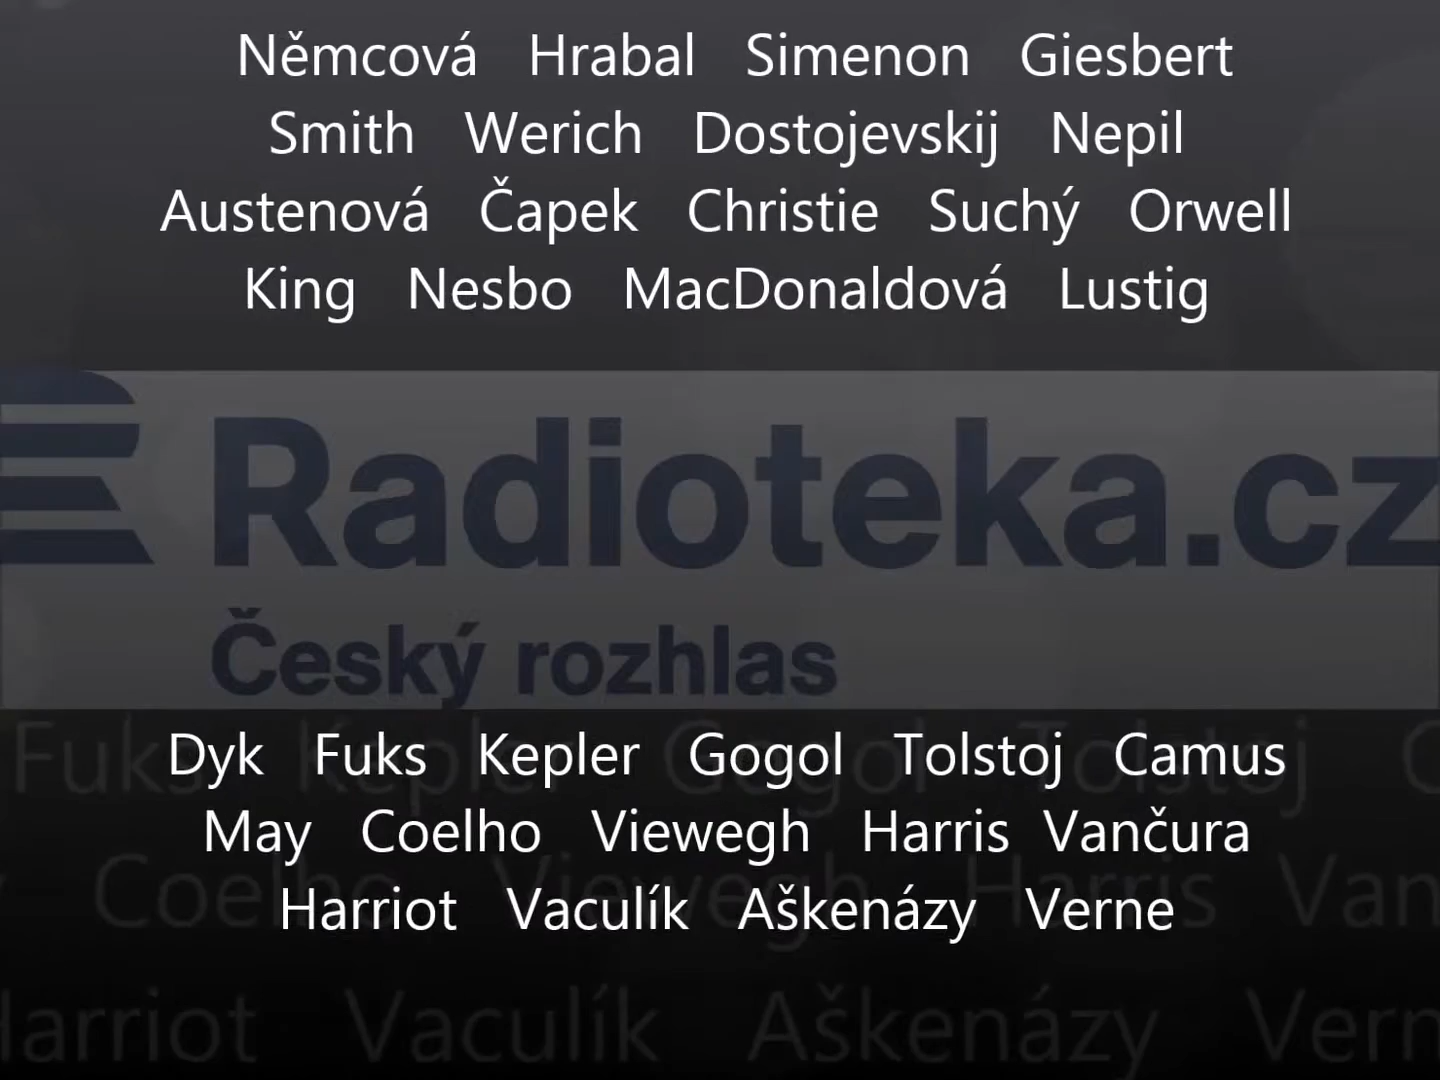 Němcová Hrabal Simenon Giesbert
Smith Werich Dostojevskij Nepil
Austenová Čapek Christie Suchý Orwell
King Nesbo MacDonaldová Lustig
Radioteka.cz
Český rozhlas
Dyk Fuks Kepler Gogol Tolstoj Camus
May Coelho Viewegh Harris Vančura
Harriot Vaculík Aškenázy Verne